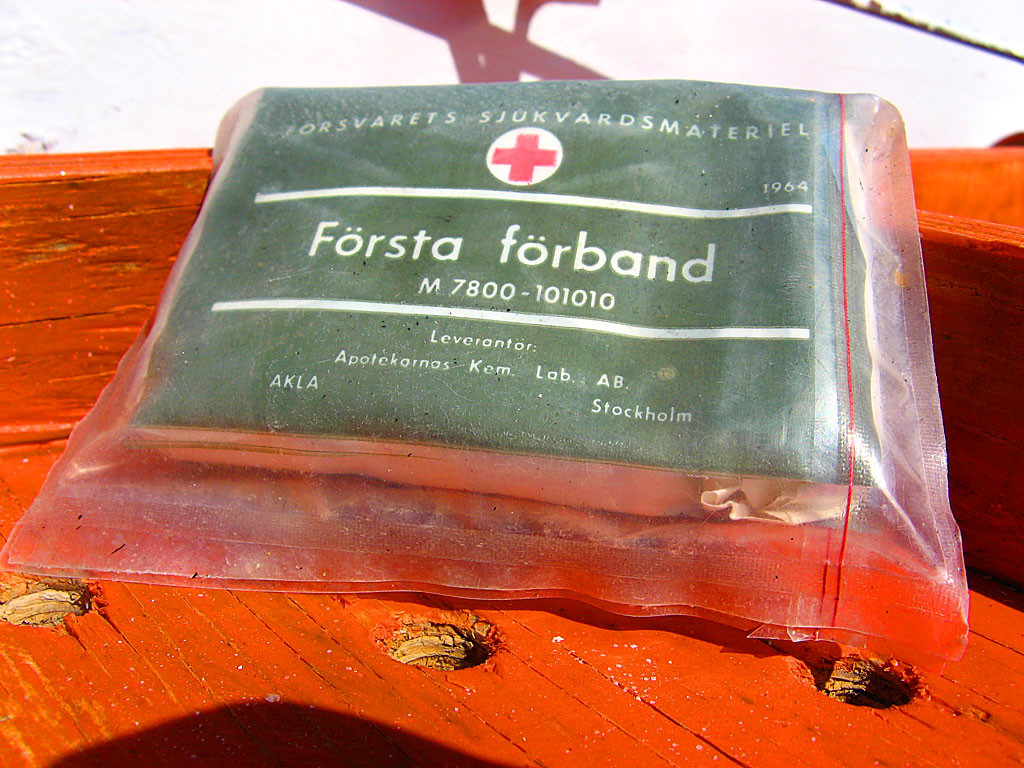 FÖRSVARETS SJUKVÅRDSMATERIEL
1964
Första förband
M 7800-101010
Leverantör:
Apotekarnas Kem. Lab. AB.
AKLA
Stockholm